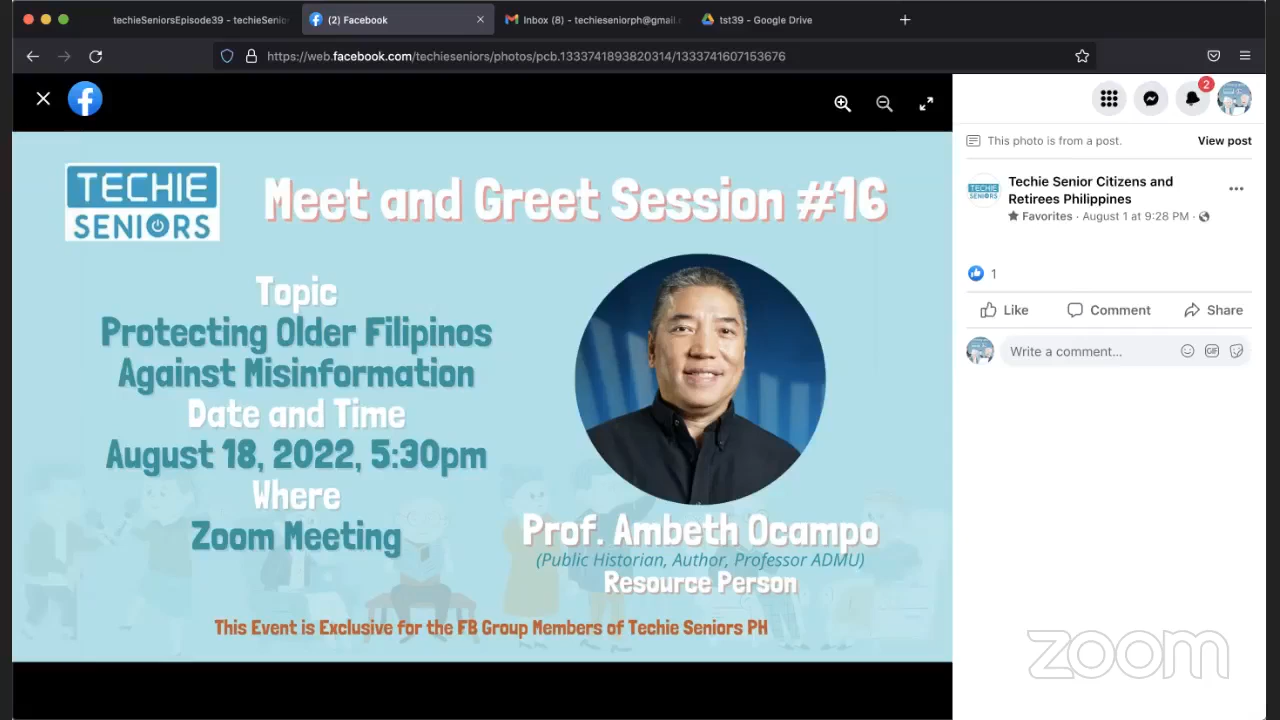 techieSeniorsEpisode39 - techieSenio
(2) Facebook
Inbox (8) - techieseniorph@gmail.
tst39 - Google Drive
https://web.facebook.com/techieseniors/photos/pcb.1333741893820314/1333741607153676
2
This photo is from a post.
View post
TECHIE
SENIORS
Techie Senior Citizens and
Retirees Philippines
Favorites · August 1 at 9:28 PM ·
1
Like
Comment
Share
Write a comment...
GIF
TECHIE
SENIORS
Meet and Greet Session #16
Topic
Protecting Older Filipinos
Against Misinformation
Date and Time
August 18, 2022, 5:30pm
Where
Zoom Meeting
Prof. Ambeth Ocampo
(Public Historian, Author, Professor ADMU)
Resource Person
This Event is Exclusive for the FB Group Members of Techie Seniors PH
zoom